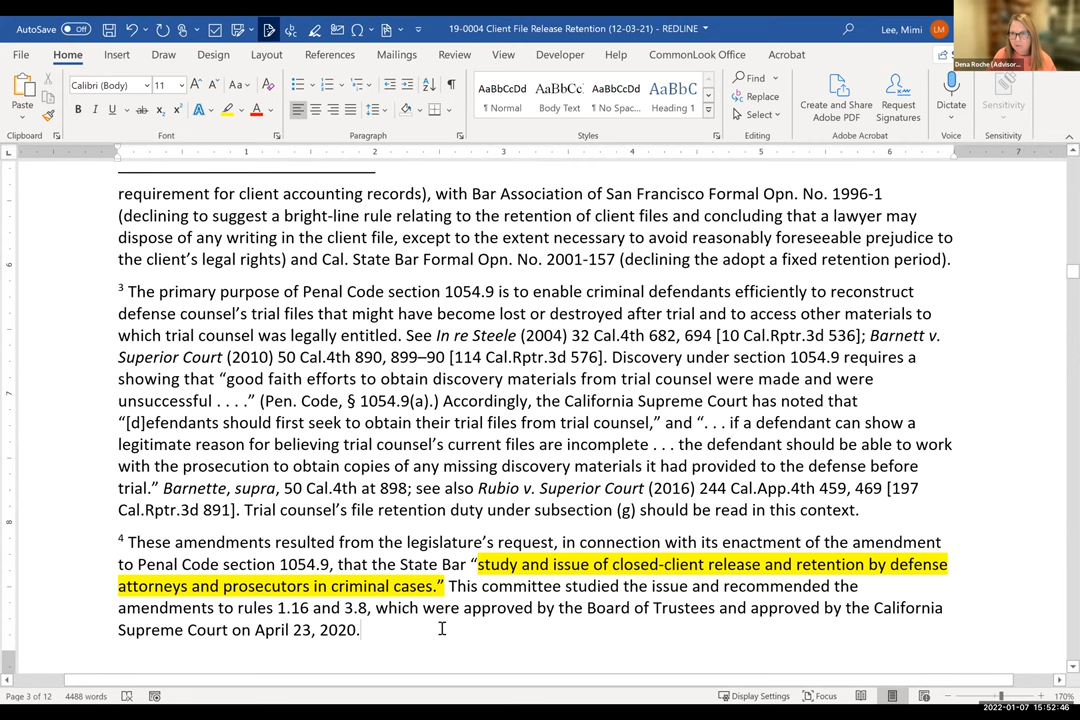 AutoSave Off 19-0004 Client File Release Retention (12-03-21) - REDLINE Lee, Mimi LM
Dena Roche (Advisor...
File Home Insert Draw Design Layout References Mailings Review View Developer Help CommonLook Office Acrobat
Paste Calibri (Body) 11 Aa AaBbCcDd AaBbCc AaBbCcDd AaBbC Find Replace Select Create and Share Adobe PDF Request Signatures Dictate Sensitivity
B I U ab x₂ x² A A ¶ Normal Body Text ¶ No Spac... Heading 1
Clipboard Font Paragraph Styles Editing Adobe Acrobat Voice Sensitivity
1 2 3 4 5 6 7
requirement for client accounting records), with Bar Association of San Francisco Formal Opn. No. 1996-1
(declining to suggest a bright-line rule relating to the retention of client files and concluding that a lawyer may
dispose of any writing in the client file, except to the extent necessary to avoid reasonably foreseeable prejudice to
the client’s legal rights) and Cal. State Bar Formal Opn. No. 2001-157 (declining the adopt a fixed retention period).
³ The primary purpose of Penal Code section 1054.9 is to enable criminal defendants efficiently to reconstruct
defense counsel’s trial files that might have become lost or destroyed after trial and to access other materials to
which trial counsel was legally entitled. See In re Steele (2004) 32 Cal.4th 682, 694 [10 Cal.Rptr.3d 536]; Barnett v.
Superior Court (2010) 50 Cal.4th 890, 899–90 [114 Cal.Rptr.3d 576]. Discovery under section 1054.9 requires a
showing that “good faith efforts to obtain discovery materials from trial counsel were made and were
unsuccessful . . . .” (Pen. Code, § 1054.9(a).) Accordingly, the California Supreme Court has noted that
“[d]efendants should first seek to obtain their trial files from trial counsel,” and “. . . if a defendant can show a
legitimate reason for believing trial counsel’s current files are incomplete . . . the defendant should be able to work
with the prosecution to obtain copies of any missing discovery materials it had provided to the defense before
trial.” Barnette, supra, 50 Cal.4th at 898; see also Rubio v. Superior Court (2016) 244 Cal.App.4th 459, 469 [197
Cal.Rptr.3d 891]. Trial counsel’s file retention duty under subsection (g) should be read in this context.
⁴ These amendments resulted from the legislature’s request, in connection with its enactment of the amendment
to Penal Code section 1054.9, that the State Bar “study and issue of closed-client release and retention by defense
attorneys and prosecutors in criminal cases.” This committee studied the issue and recommended the
amendments to rules 1.16 and 3.8, which were approved by the Board of Trustees and approved by the California
Supreme Court on April 23, 2020.
6
7
8
Page 3 of 12 4488 words Display Settings Focus 170%
2022-01-07 15:52:46